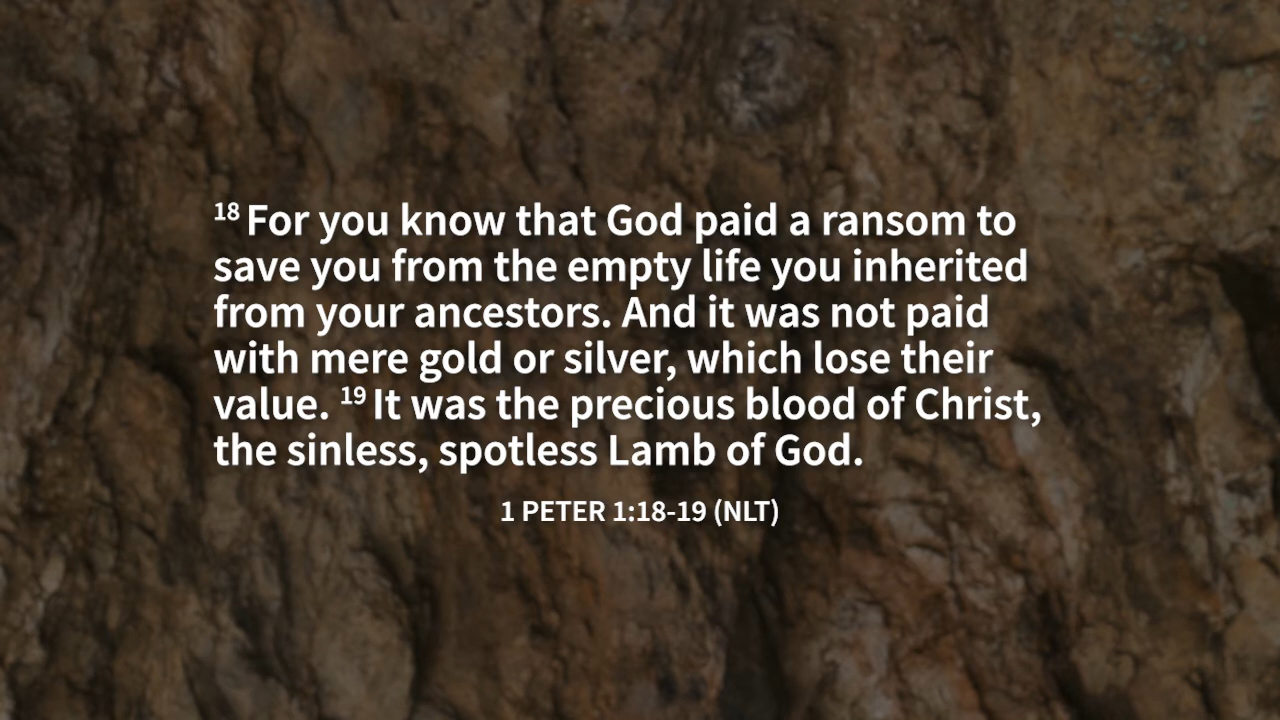 18 For you know that God paid a ransom to
save you from the empty life you inherited
from your ancestors. And it was not paid
with mere gold or silver, which lose their
value. 19 It was the precious blood of Christ,
the sinless, spotless Lamb of God.
1 PETER 1:18-19 (NLT)